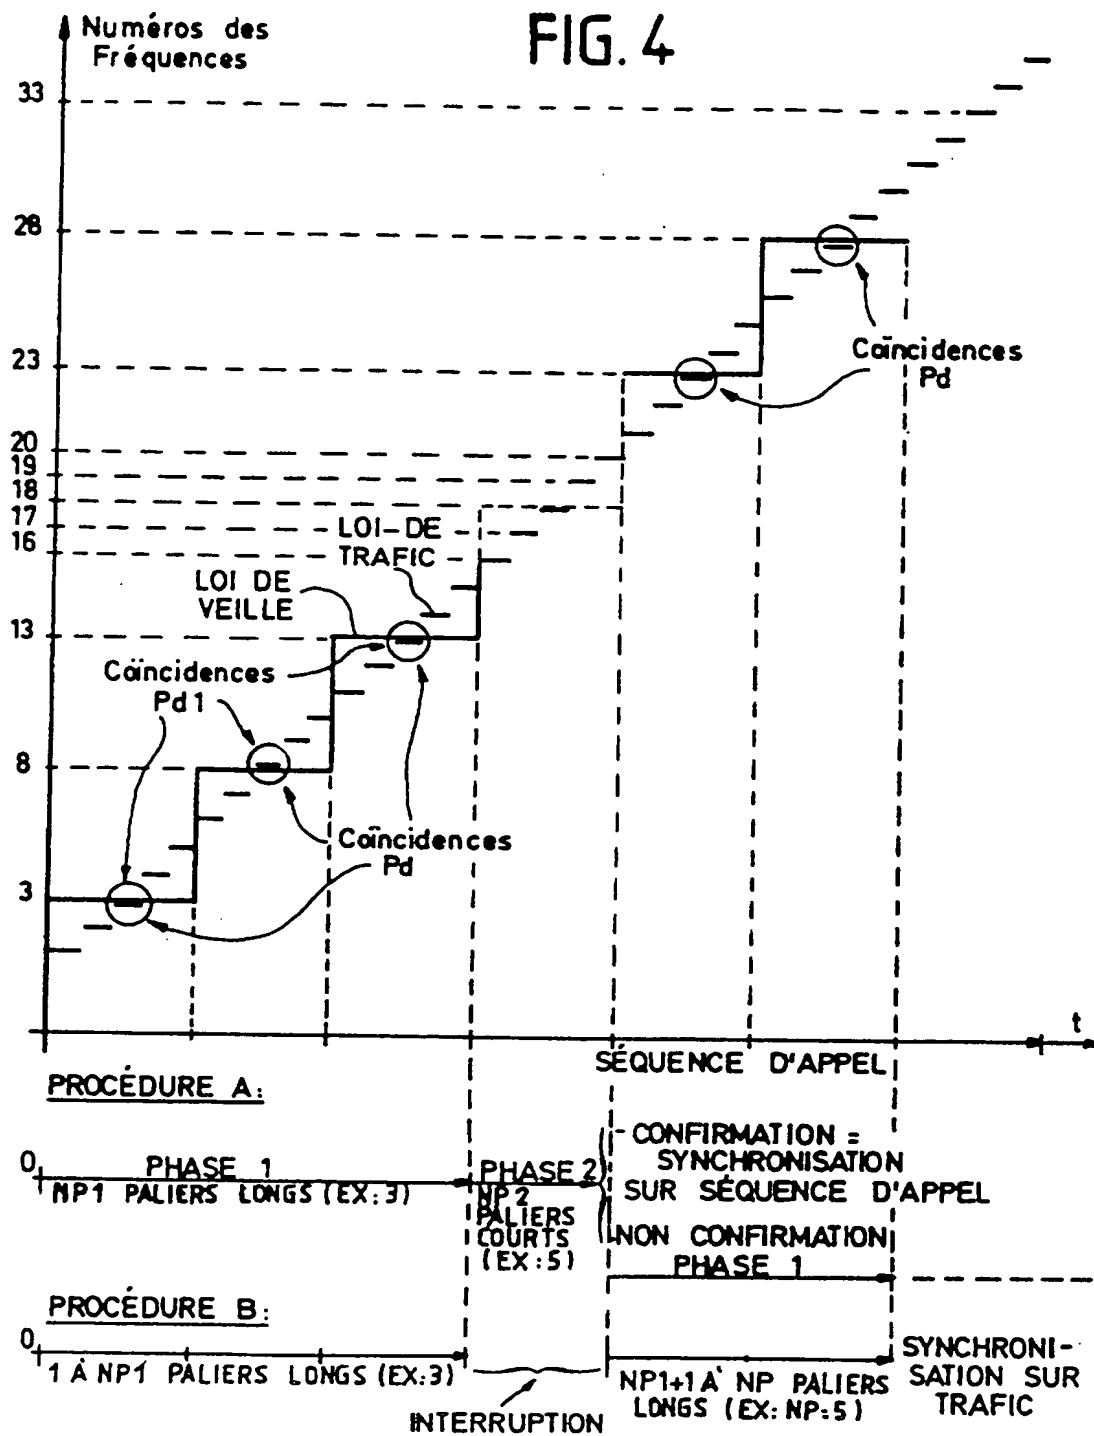 FIG. 4
Numéros des
Fréquences
33
28
23
20
19
18
17
16
13
8
3
Coïncidences
Pd
LOI-DE
TRAFIC
LOI DE
VEILLE
Coïncidences
Pd 1
Coïncidences
Pd
t
SÉQUENCE D'APPEL
PROCÉDURE A:
0
PHASE 1
NP1 PALIERS LONGS (EX:3)
PHASE 2
NP2
PALIERS
COURTS
(EX:5)
- CONFIRMATION =
SYNCHRONISATION
SUR SÉQUENCE D'APPEL
-NON CONFIRMATION
PHASE 1
PROCÉDURE B:
0
1 À NP1 PALIERS LONGS (EX:3)
INTERRUPTION
NP1+1 À NP PALIERS
LONGS (EX: NP:5)
SYNCHRONI-
SATION SUR
TRAFIC